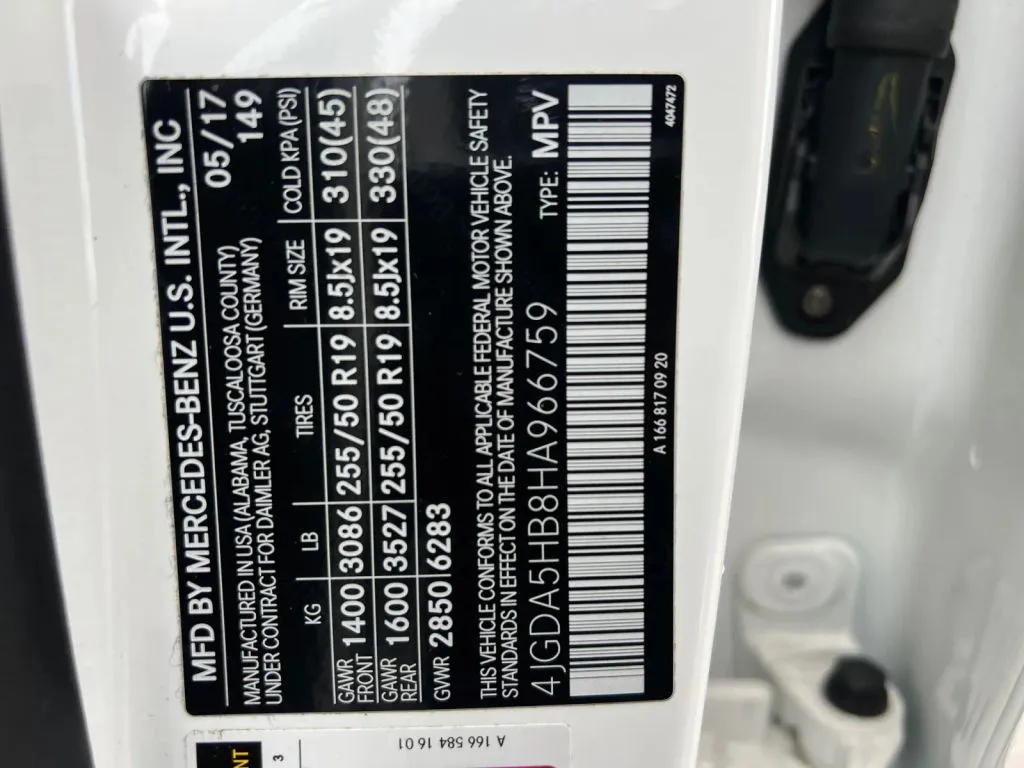 MFD BY MERCEDES-BENZ U.S. INTL., INC
05/17
MANUFACTURED IN USA (ALABAMA, TUSCALOOSA COUNTY) 149
UNDER CONTRACT FOR DAIMLER AG, STUTTGART (GERMANY)
KG LB TIRES RIM SIZE COLD KPA (PSI)
GAWR FRONT 1400 3086 255/50 R19 8.5Jx19 310(45)
GAWR REAR 1600 3527 255/50 R19 8.5Jx19 330(48)
GVWR 2850 6283
THIS VEHICLE CONFORMS TO ALL APPLICABLE FEDERAL MOTOR VEHICLE SAFETY
STANDARDS IN EFFECT ON THE DATE OF MANUFACTURE SHOWN ABOVE.
4JGDA5HB8HA966759 TYPE: MPV
A 166 817 09 20 4047472
NT
3
A 166 584 16 01